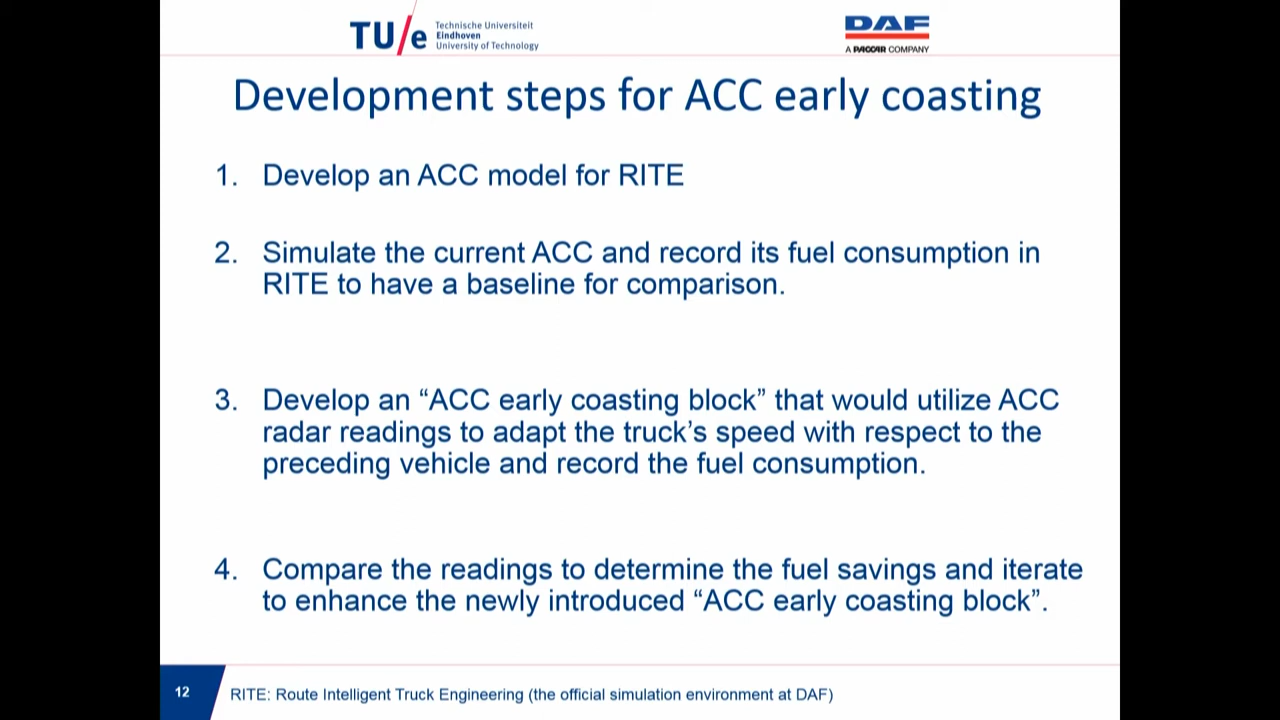 TU/e Technische Universiteit
Eindhoven
University of Technology
DAF
A PACCAR COMPANY
Development steps for ACC early coasting
1. Develop an ACC model for RITE
2. Simulate the current ACC and record its fuel consumption in
RITE to have a baseline for comparison.
3. Develop an “ACC early coasting block” that would utilize ACC
radar readings to adapt the truck’s speed with respect to the
preceding vehicle and record the fuel consumption.
4. Compare the readings to determine the fuel savings and iterate
to enhance the newly introduced “ACC early coasting block”.
12
RITE: Route Intelligent Truck Engineering (the official simulation environment at DAF)